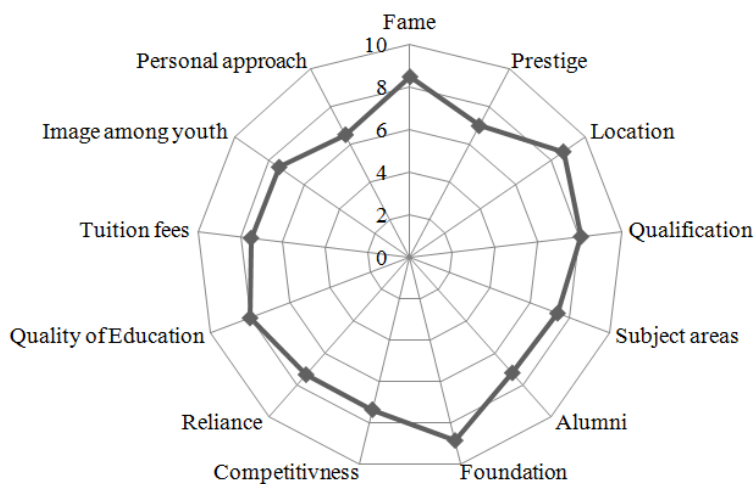 Fame
Prestige
Location
Qualification
Subject areas
Alumni
Foundation
Competitivness
Reliance
Quality of Education
Tuition fees
Image among youth
Personal approach
10
8
6
4
2
0